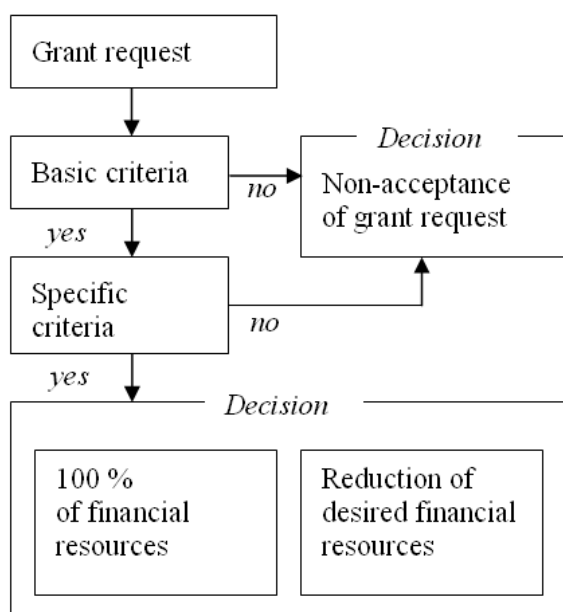 Grant request
Decision
Basic criteria
no
Non-acceptance
of grant request
yes
Specific
criteria
no
yes
Decision
100 %
of financial
resources
Reduction of
desired financial
resources